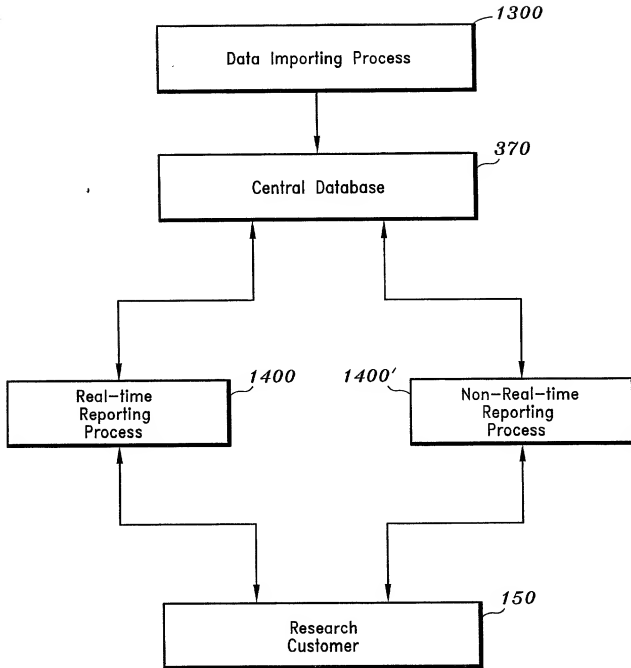 1300
Data Importing Process
370
Central Database
1400
1400'
Real-time
Reporting
Process
Non-Real-time
Reporting
Process
150
Research
Customer